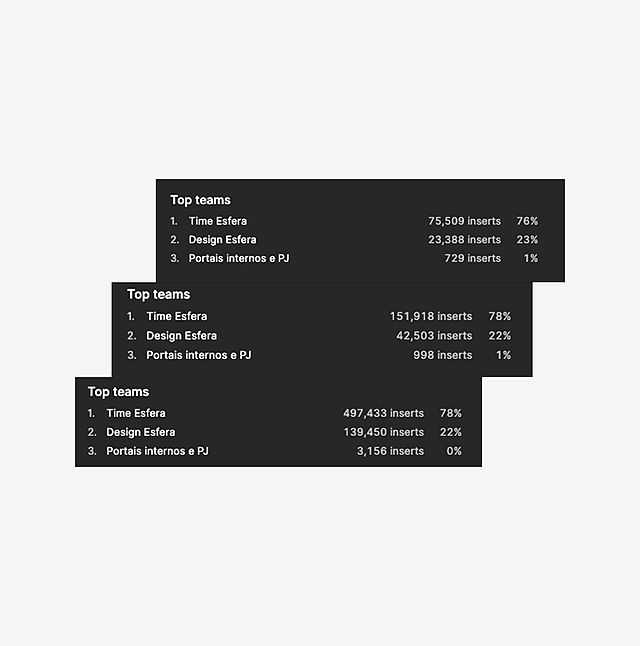 Top teams
1. Time Esfera 75,509 inserts 76%
2. Design Esfera 23,388 inserts 23%
3. Portais internos e PJ 729 inserts 1%
Top teams
1. Time Esfera 151,918 inserts 78%
2. Design Esfera 42,503 inserts 22%
3. Portais internos e PJ 998 inserts 1%
Top teams
1. Time Esfera 497,433 inserts 78%
2. Design Esfera 139,450 inserts 22%
3. Portais internos e PJ 3,156 inserts 0%